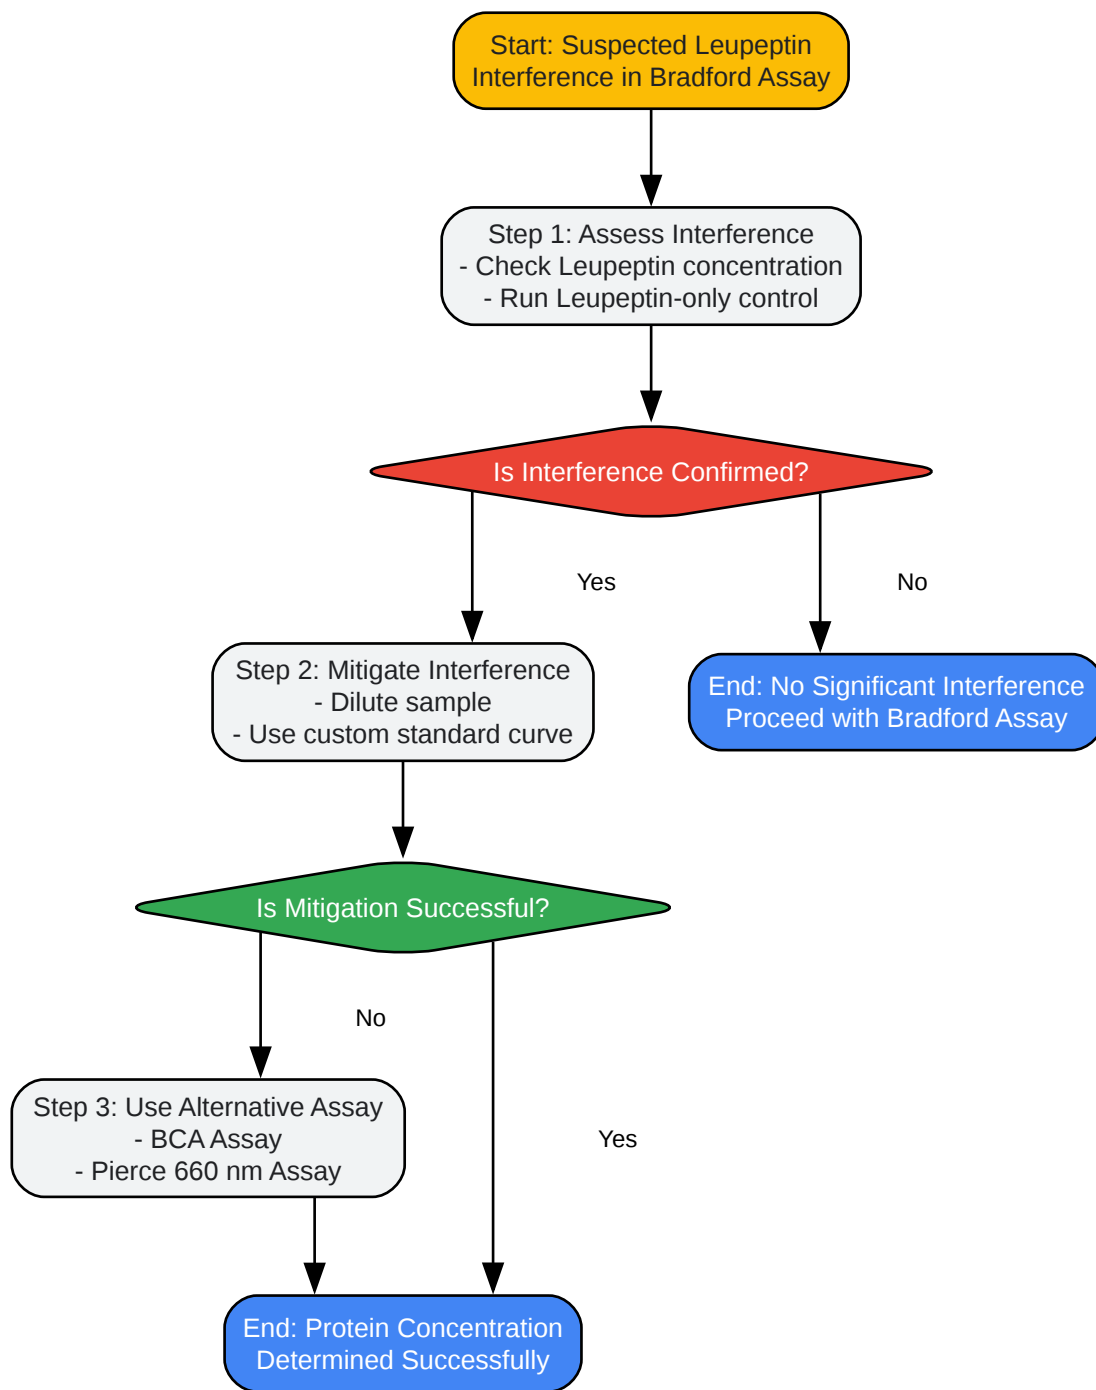 Start: Suspected Leupeptin
Interference in Bradford Assay
Step 1: Assess Interference
- Check Leupeptin concentration
- Run Leupeptin-only control
Is Interference Confirmed?
Yes
No
Step 2: Mitigate Interference
- Dilute sample
- Use custom standard curve
End: No Significant Interference
Proceed with Bradford Assay
Is Mitigation Successful?
No
Yes
Step 3: Use Alternative Assay
- BCA Assay
- Pierce 660 nm Assay
End: Protein Concentration
Determined Successfully